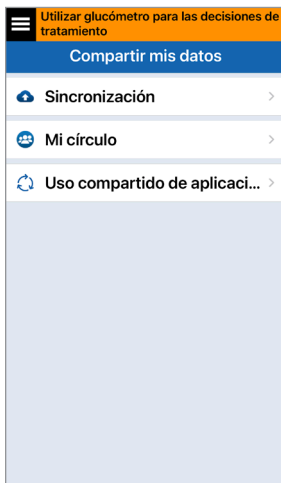 Utilizar glucómetro para las decisiones de
tratamiento
Compartir mis datos
Sincronización
Mi círculo
Uso compartido de aplicaci...